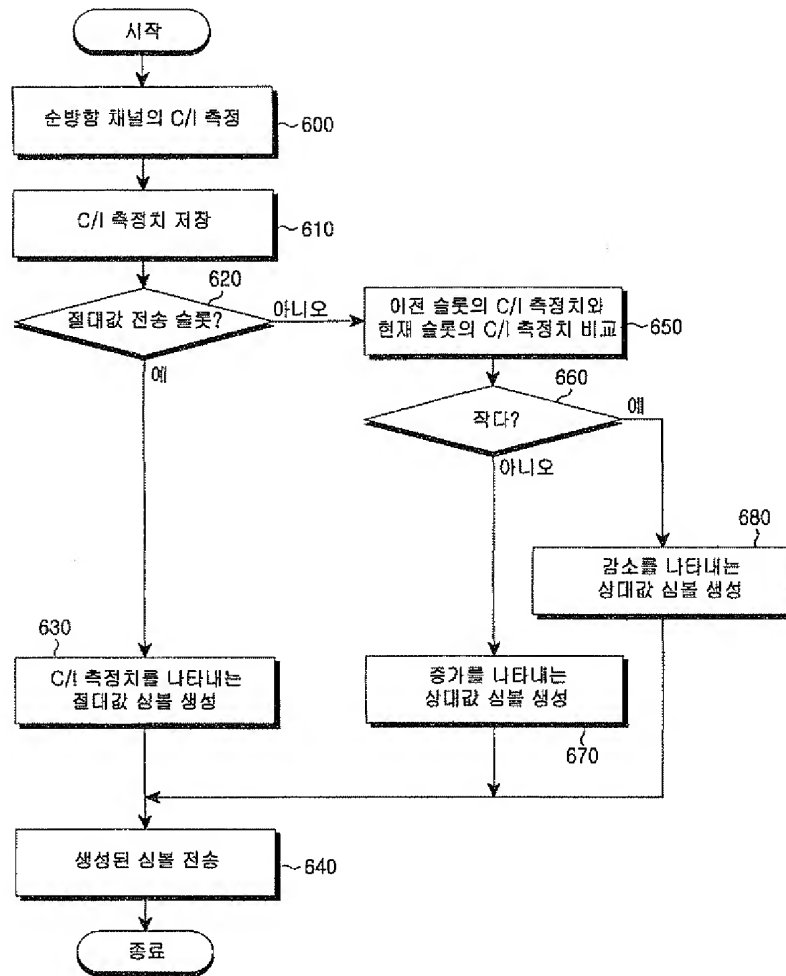 시작
순방향 채널의 C/I 측정
600
C/I 측정치 저장
610
620
절대값 전송 슬롯?
아니오
예
이전 슬롯의 C/I 측정치와
현재 슬롯의 C/I 측정치 비교
650
660
작다?
예
아니오
680
감소를 나타내는
상대값 심볼 생성
630
C/I 측정치를 나타내는
절대값 심볼 생성
증가를 나타내는
상대값 심볼 생성
670
생성된 심볼 전송
640
종료